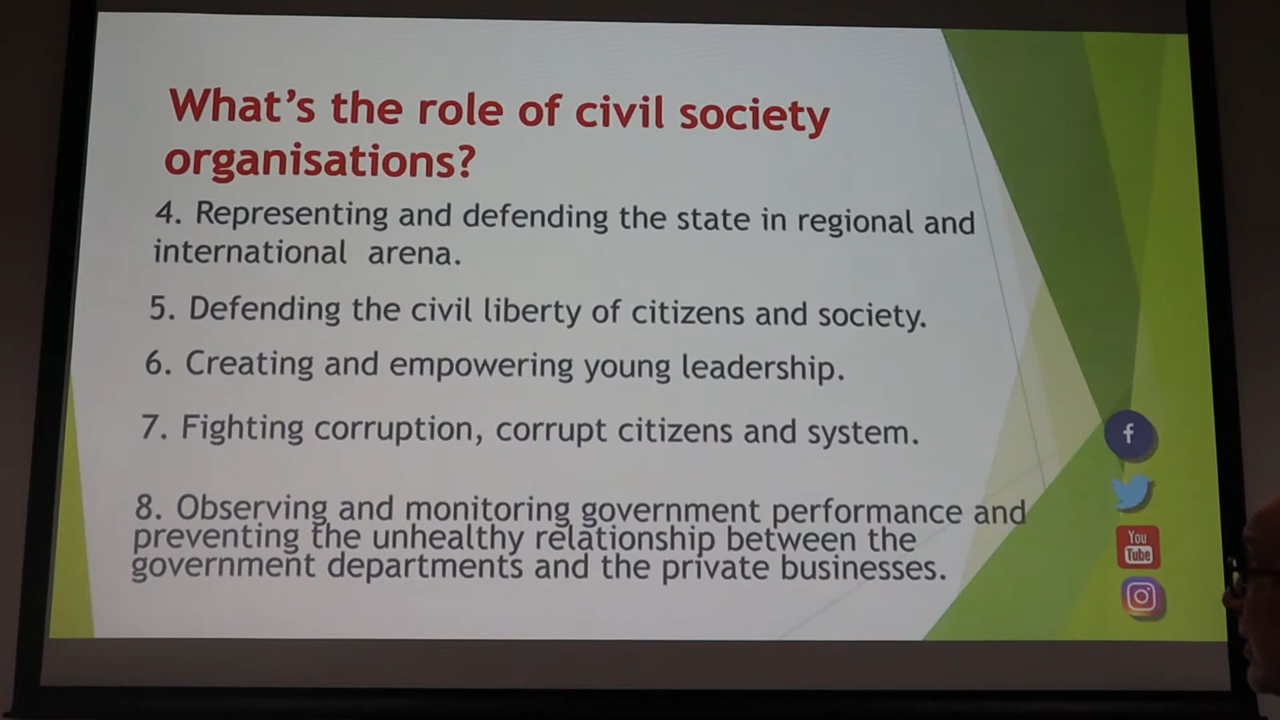 What's the role of civil society
organisations?
4. Representing and defending the state in regional and
international arena.
5. Defending the civil liberty of citizens and society.
6. Creating and empowering young leadership.
7. Fighting corruption, corrupt citizens and system.
8. Observing and monitoring government performance and
preventing the unhealthy relationship between the
government departments and the private businesses.
f
You
Tube